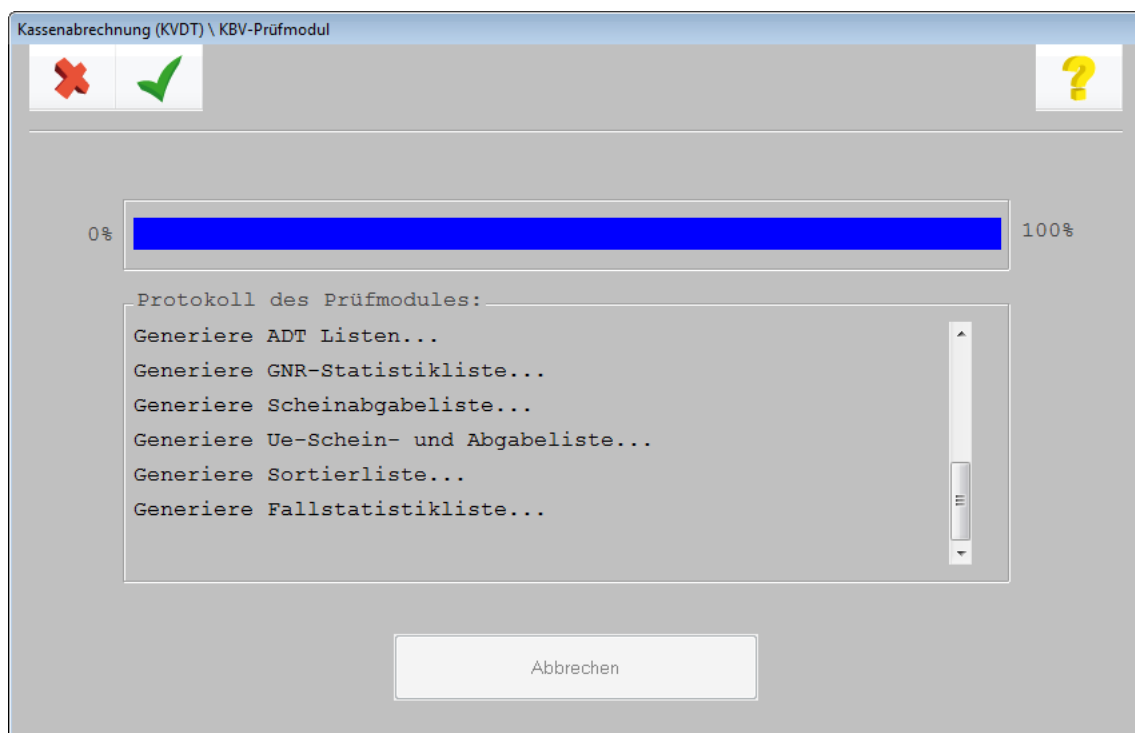 Kassenabrechnung (KVDT) \ KBV-Prüfmodul
0%
100%
Protokoll des Prüfmodules:
Generiere ADT Listen...
Generiere GNR-Statistikliste...
Generiere Scheinabgabeliste...
Generiere Ue-Schein- und Abgabeliste...
Generiere Sortierliste...
Generiere Fallstatistikliste...
Abbrechen